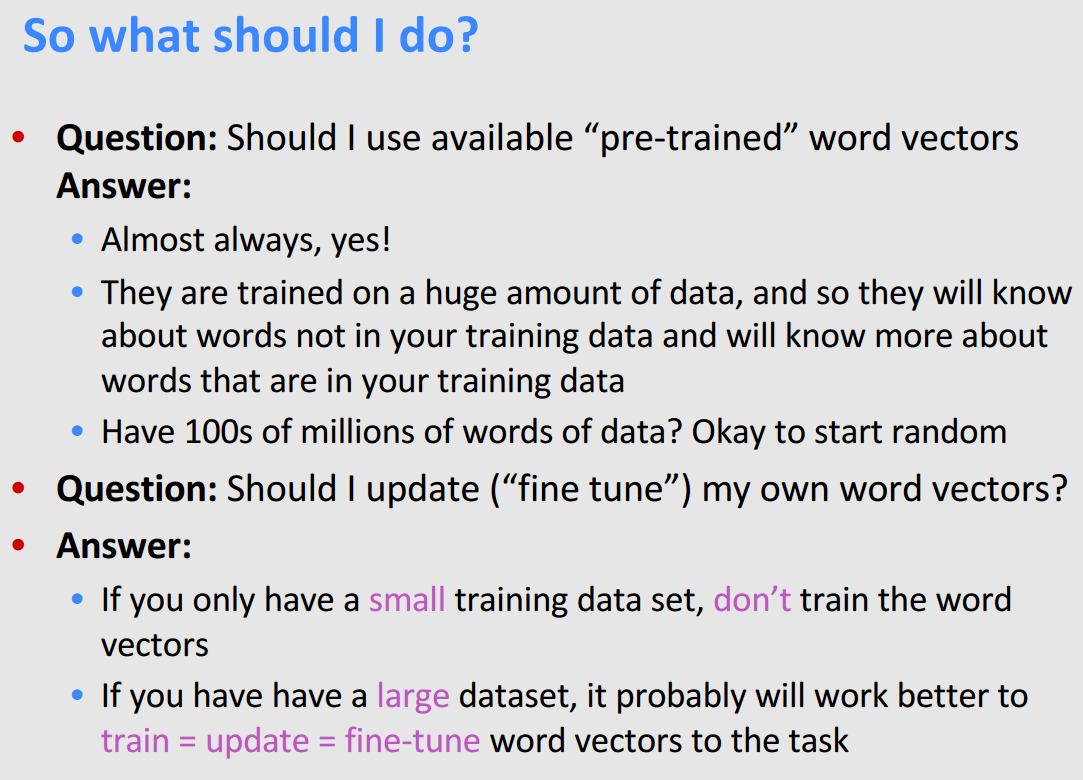 So what should I do?
• Question: Should I use available “pre-trained” word vectors
Answer:
• Almost always, yes!
• They are trained on a huge amount of data, and so they will know
about words not in your training data and will know more about
words that are in your training data
• Have 100s of millions of words of data? Okay to start random
• Question: Should I update (“fine tune”) my own word vectors?
• Answer:
• If you only have a small training data set, don’t train the word
vectors
• If you have have a large dataset, it probably will work better to
train = update = fine-tune word vectors to the task